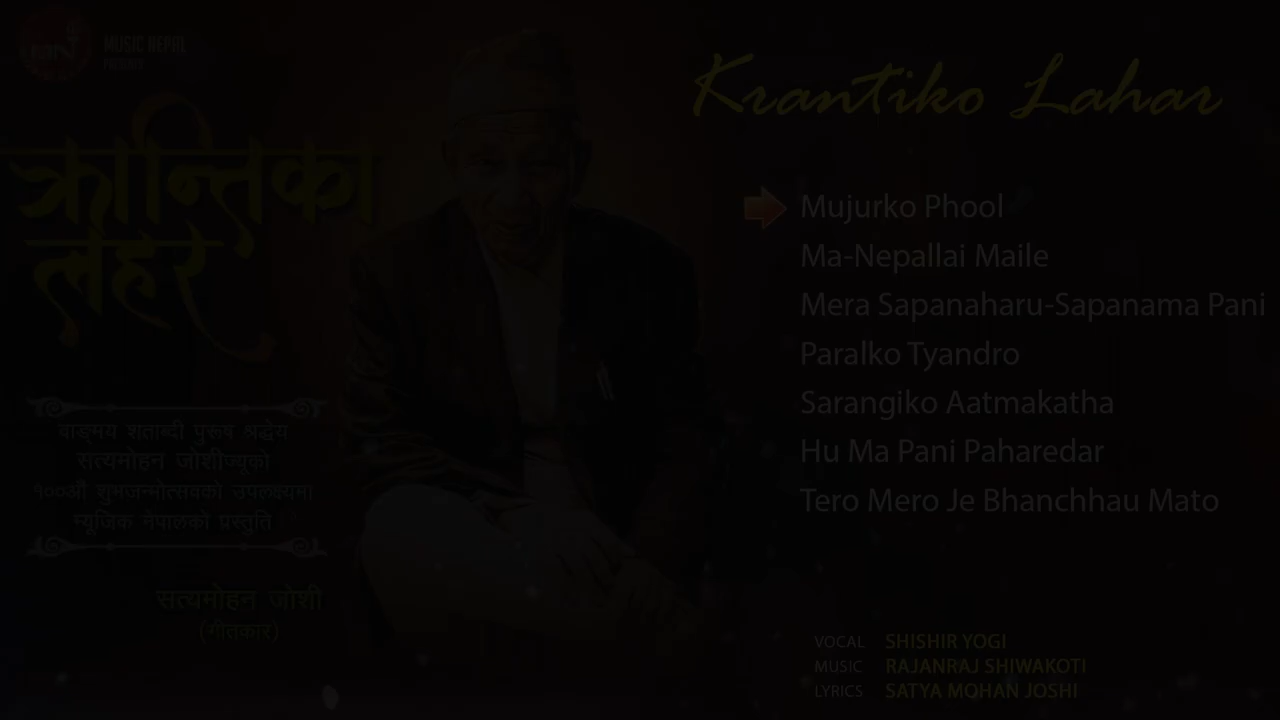 MUSIC NEPAL
PRESENTS
क्रान्तिका
लहर
वाङ्मय शताब्दी पुरूष श्रद्धेय
सत्यमोहन जोशीज्यूको
१००औं शुभजन्मोत्सवको उपलक्ष्यमा
म्यूजिक नेपालको प्रस्तुति
सत्यमोहन जोशी
(गीतकार)
Krantiko Lahar
Mujurko Phool
Ma-Nepallai Maile
Mera Sapanaharu-Sapanama Pani
Paralko Tyandro
Sarangiko Aatmakatha
Hu Ma Pani Paharedar
Tero Mero Je Bhanchhau Mato
VOCAL SHISHIR YOGI
MUSIC RAJANRAJ SHIWAKOTI
LYRICS SATYA MOHAN JOSHI